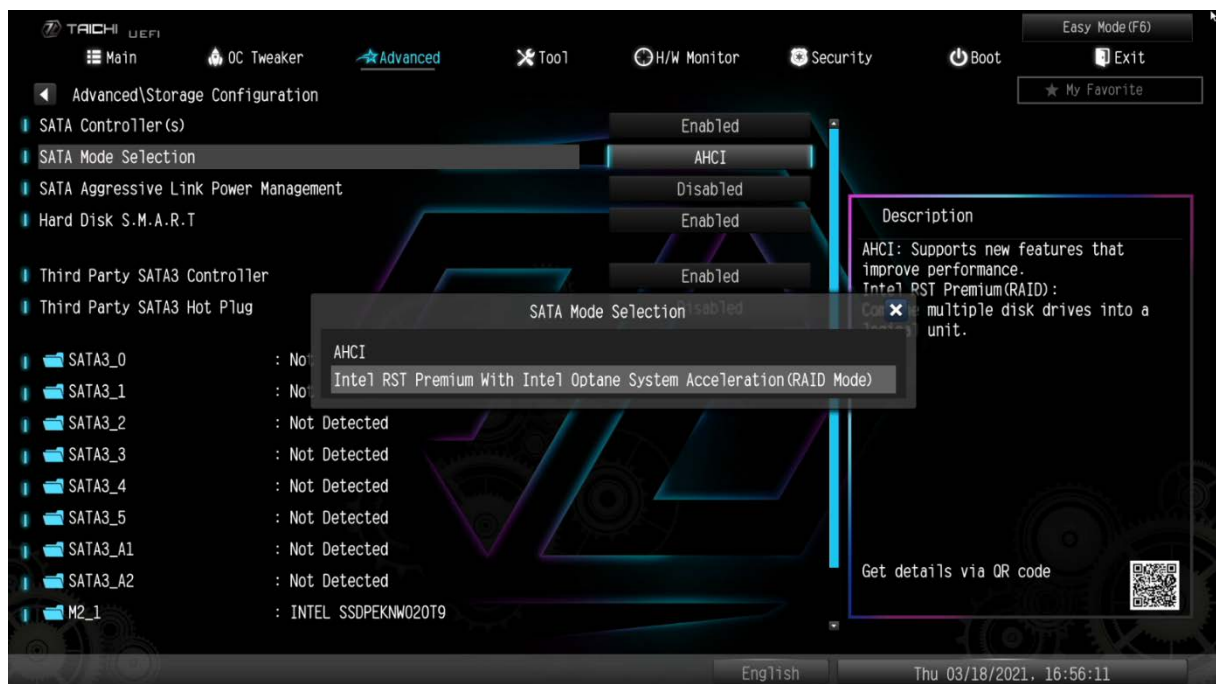 TAICHI UEFI
Easy Mode(F6)
Main OC Tweaker Advanced Tool H/W Monitor Security Boot Exit
Advanced\Storage Configuration
My Favorite
SATA Controller(s) Enabled
SATA Mode Selection AHCI
SATA Aggressive Link Power Management Disabled
Hard Disk S.M.A.R.T Enabled
Third Party SATA3 Controller Enabled
Third Party SATA3 Hot Plug Disabled
SATA Mode Selection
AHCI
Intel RST Premium With Intel Optane System Acceleration(RAID Mode)
SATA3_0 : Not
SATA3_1 : Not
SATA3_2 : Not Detected
SATA3_3 : Not Detected
SATA3_4 : Not Detected
SATA3_5 : Not Detected
SATA3_A1 : Not Detected
SATA3_A2 : Not Detected
M2_1 : INTEL SSDPEKNW020T9
Description
AHCI: Supports new features that
improve performance.
Intel RST Premium(RAID):
multiple disk drives into a
unit.
Get details via QR code
English
Thu 03/18/2021, 16:56:11